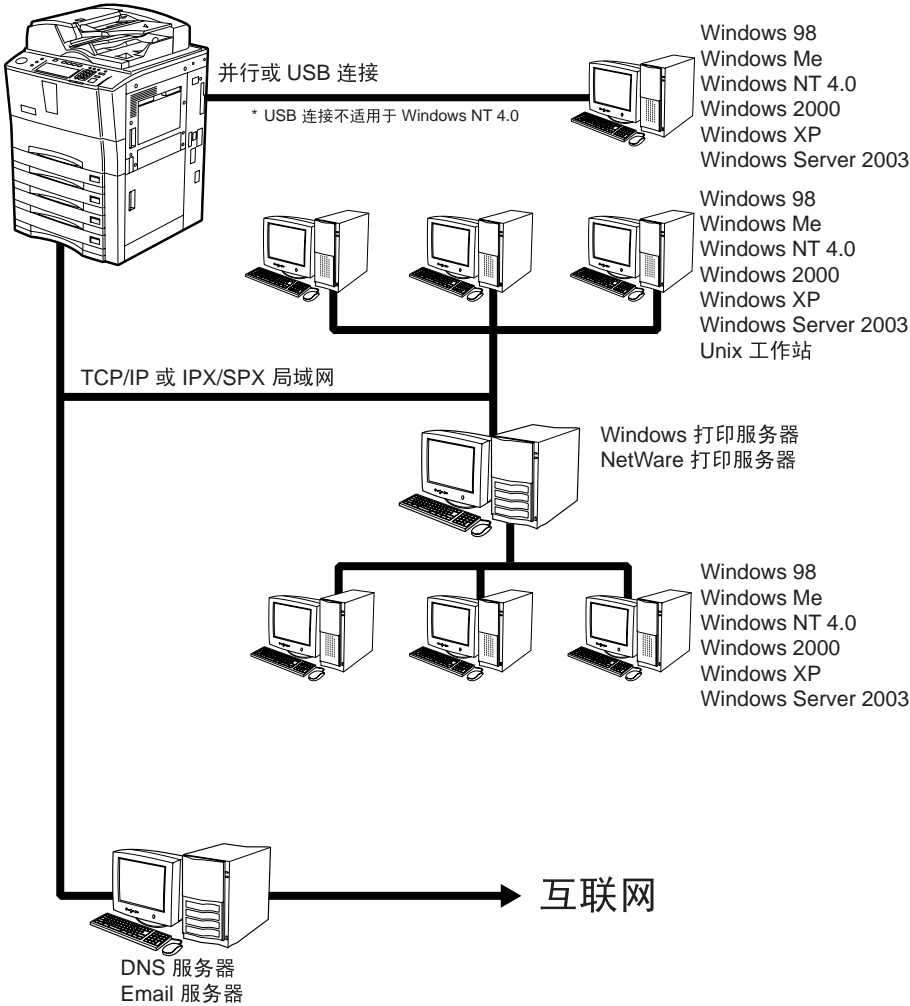 并行或 USB 连接
* USB 连接不适用于 Windows NT 4.0
Windows 98
Windows Me
Windows NT 4.0
Windows 2000
Windows XP
Windows Server 2003
Windows 98
Windows Me
Windows NT 4.0
Windows 2000
Windows XP
Windows Server 2003
Unix 工作站
TCP/IP 或 IPX/SPX 局域网
Windows 打印服务器
NetWare 打印服务器
Windows 98
Windows Me
Windows NT 4.0
Windows 2000
Windows XP
Windows Server 2003
互联网
DNS 服务器
Email 服务器